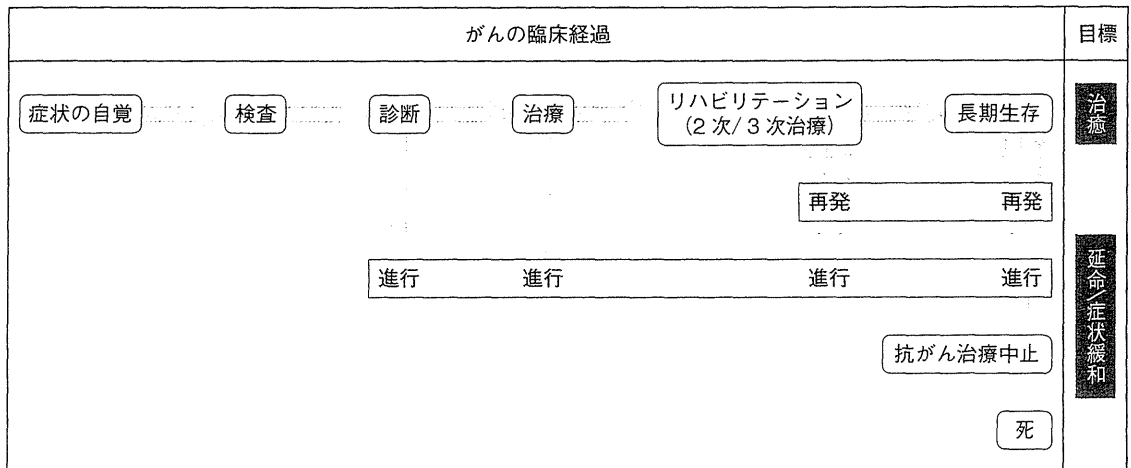 がんの臨床経過
目標
症状の自覚
検査
診断
治療
リハビリテーション
(2次/3次治療)
長期生存
治癒
再発
再発
進行
進行
進行
進行
延命/症状緩和
抗がん治療中止
死